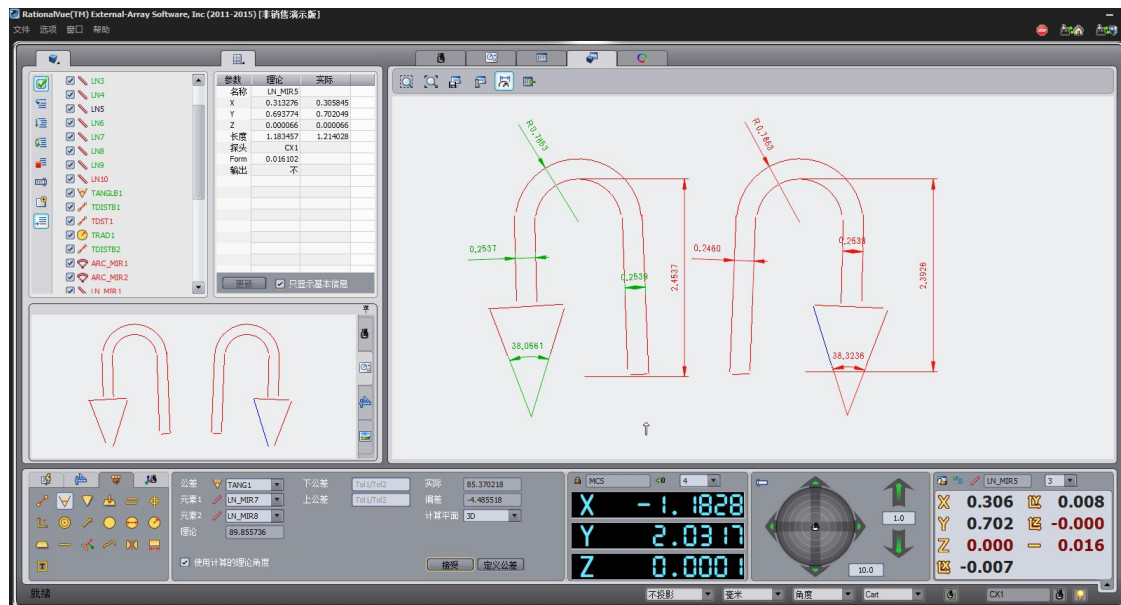 RationalVue(TM) External-Array Software, Inc (2011-2015) [非销售演示版]
文件 选项 窗口 帮助
LN3
LN4
LN5
LN6
LN7
LN8
LN9
LN10
TANGLB1
TDISTB1
TDST1
TRAD1
TDISTB2
ARC_MIR1
ARC_MIR2
LN_MIR1
参数 理论 实际
名称 LN_MIR5
X 0.313276 0.305845
Y 0.693774 0.702049
Z 0.000066 0.000066
长度 1.183457 1.214028
探头 CX1
Form 0.016102
输出 不
更新 只显示基本信息
R0.7863 R0.7863
0.2537 0.2539 2.4537 0.2460 0.2638 2.3926
38.0661 38.3236
公差 TANG1 下公差 Tol1/Tol2 实际 85.370218
元素1 LN_MIR7 上公差 Tol1/Tol2 偏差 -4.485518
元素2 LN_MIR8 计算平面 3D
理论 89.855736
使用计算的理论角度 接受 定义公差
MCS <0 4
X -1.1828
Y 2.0317
Z 0.0001
1.0
10.0
LN_MIR5 3
X 0.306 0.008
Y 0.702 -0.000
Z 0.000 0.016
-0.007
就绪 不投影 毫米 角度 Cart CX1